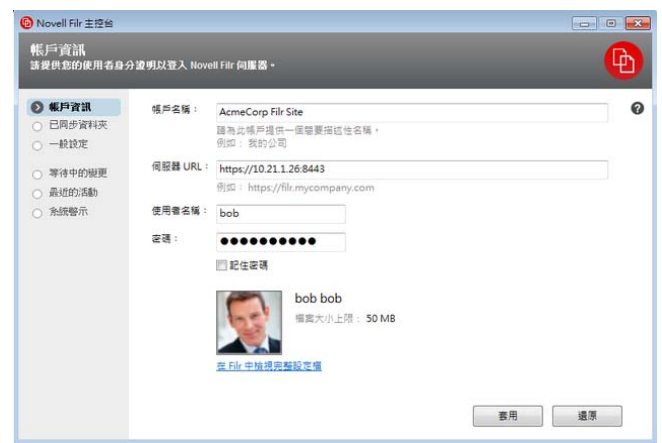 Novell Filr 主控台
帳戶資訊
請提供您的使用者身分證明以登入 Novell Filr 伺服器。
帳戶資訊
已同步資料夾
一般設定
等待中的變更
最近的活動
系統警示
帳戶名稱：
AcmeCorp Filr Site
請為此帳戶提供一個簡要描述性名稱。
例如：我的公司
伺服器 URL：
https://10.21.1.26:8443
例如：https://filr.mycompany.com
使用者名稱：
bob
密碼：
●●●●●●●●●●
記住密碼
bob bob
檔案大小上限：50 MB
在 Filr 中檢視完整設定檔
套用
還原